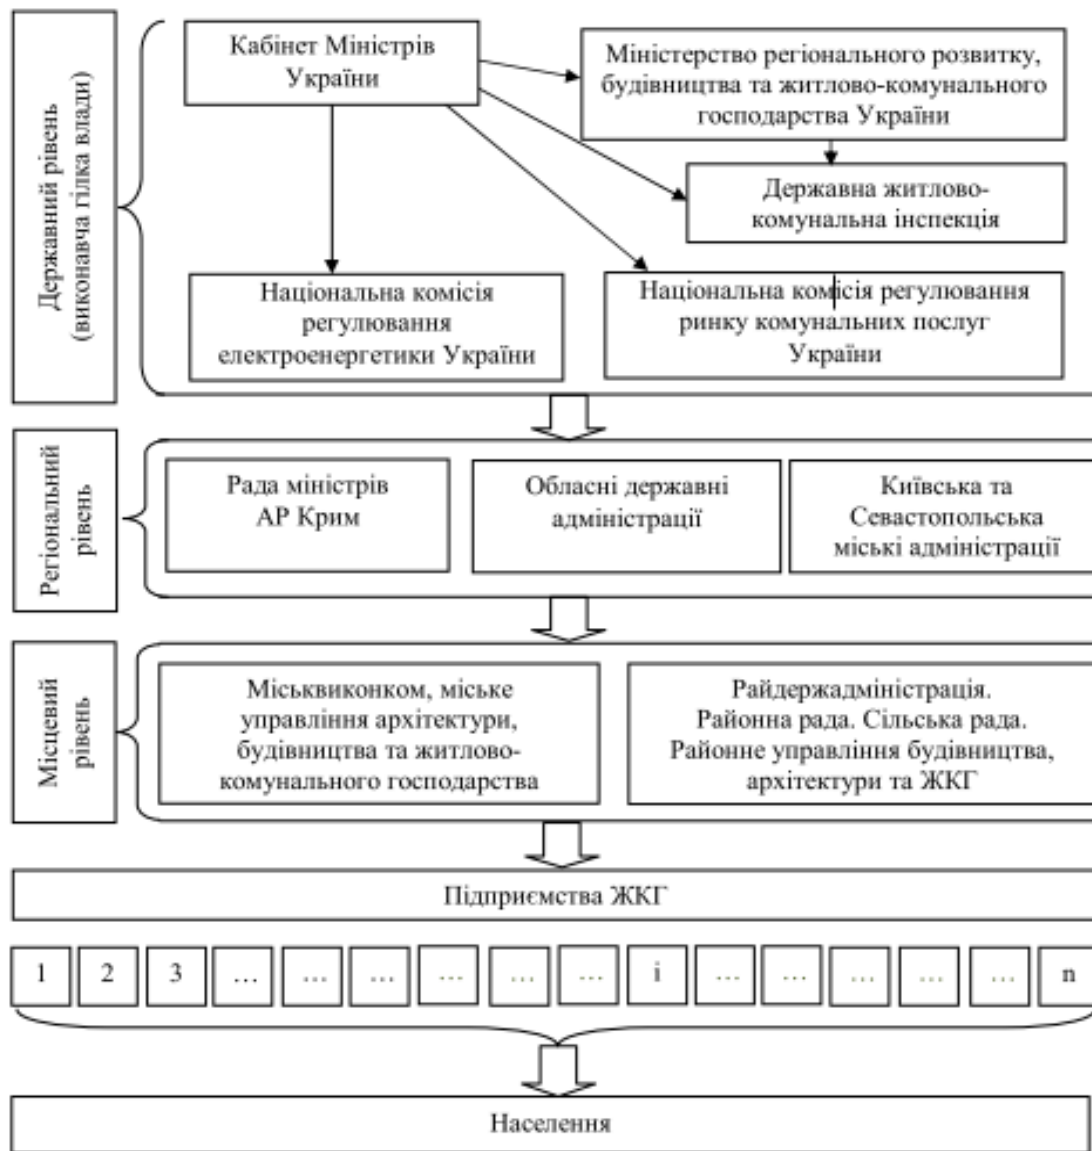 Державний рівень
(виконавча гілка влади)
Кабінет Міністрів
України
Міністерство регіонального розвитку,
будівництва та житлово-комунального
господарства України
Державна житлово-
комунальна інспекція
Національна комісія
регулювання
електроенергетики України
Національна комісія регулювання
ринку комунальних послуг
України
Регіональний
рівень
Рада міністрів
АР Крим
Обласні державні
адміністрації
Київська та
Севастопольська
міські адміністрації
Місцевий
рівень
Міськвиконком, міське
управління архітектури,
будівництва та житлово-
комунального господарства
Райдержадміністрація.
Районна рада. Сільська рада.
Районне управління будівництва,
архітектури та ЖКГ
Підприємства ЖКГ
1 2 3 … … … … … … i … … … … … n
Населення